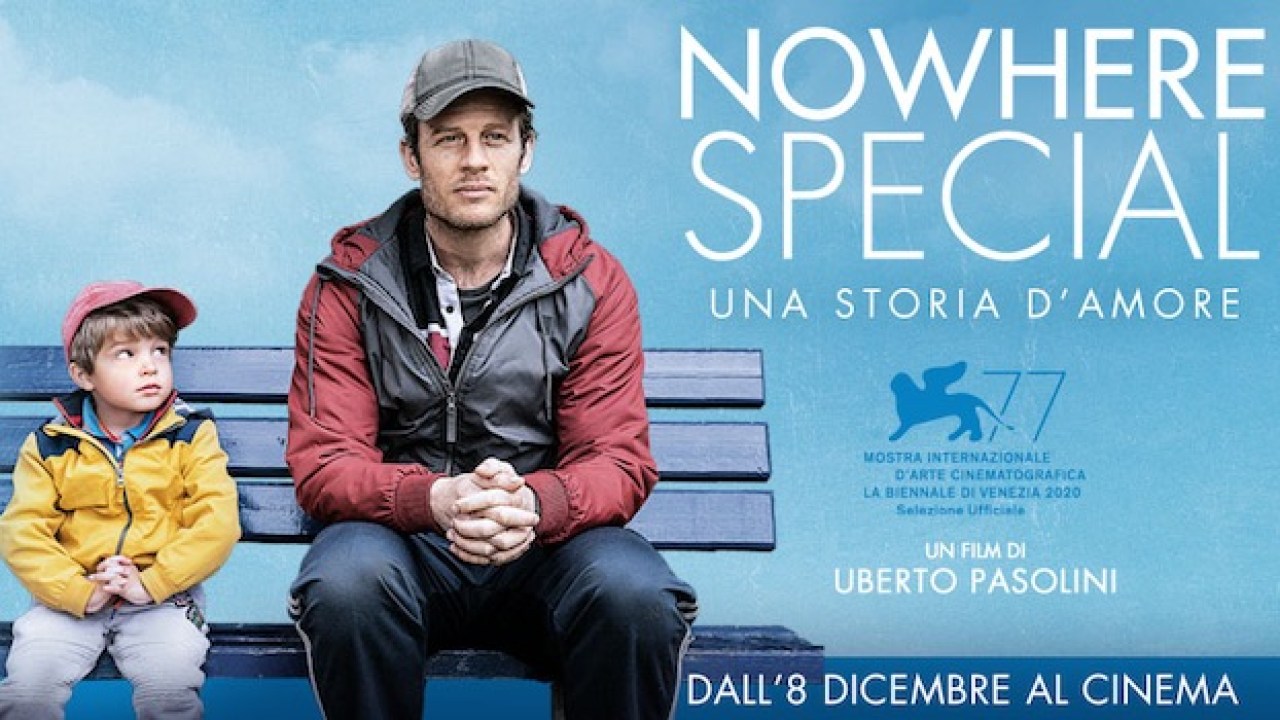 NOWHERE
SPECIAL
UNA STORIA D'AMORE
77
MOSTRA INTERNAZIONALE
D'ARTE CINEMATOGRAFICA
LA BIENNALE DI VENEZIA 2020
Selezione Ufficiale
UN FILM DI
UBERTO PASOLINI
DALL'8 DICEMBRE AL CINEMA